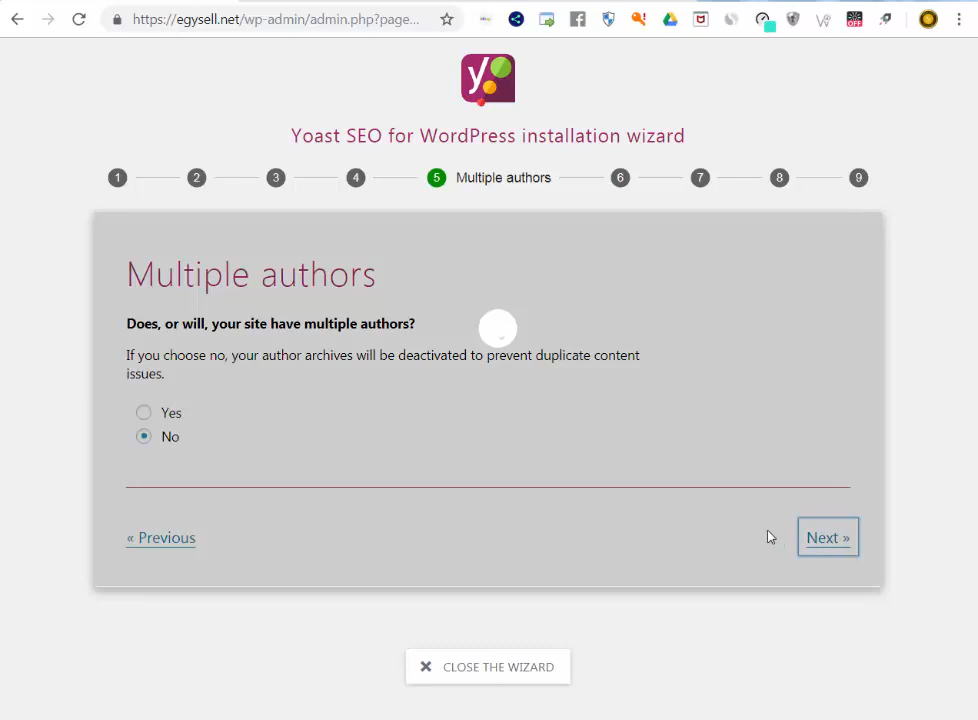 https://egysell.net/wp-admin/admin.php?page...
OFF
y
Yoast SEO for WordPress installation wizard
1 2 3 4 5 Multiple authors 6 7 8 9
Multiple authors
Does, or will, your site have multiple authors?
If you choose no, your author archives will be deactivated to prevent duplicate content
issues.
Yes
No
« Previous
Next »
CLOSE THE WIZARD